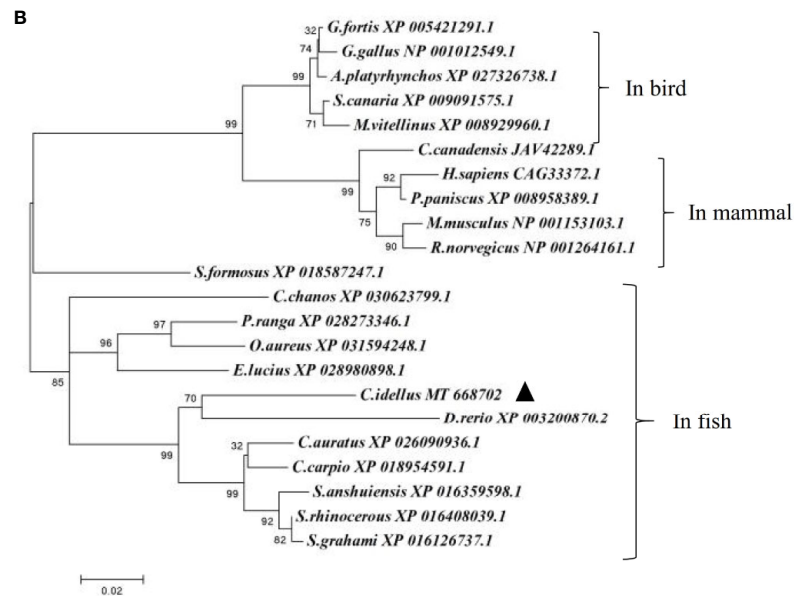 B
G.fortis XP 005421291.1
G.gallus NP 001012549.1
A.platyrhynchos XP 027326738.1
S.canaria XP 009091575.1
M.vitellinus XP 008929960.1
C.canadensis JAV42289.1
H.sapiens CAG33372.1
P.paniscus XP 008958389.1
M.musculus NP 001153103.1
R.norvegicus NP 001264161.1
S.formosus XP 018587247.1
C.chanos XP 030623799.1
P.ranga XP 028273346.1
O.aureus XP 031594248.1
E.lucius XP 028980898.1
C.idellus MT 668702
D.rerio XP 003200870.2
C.auratus XP 026090936.1
C.carpio XP 018954591.1
S.anshuiensis XP 016359598.1
S.rhinocerous XP 016408039.1
S.grahami XP 016126737.1
In bird
In mammal
In fish
32
74
99
71
99
92
99
75
90
97
96
85
70
99
32
99
92
82
0.02